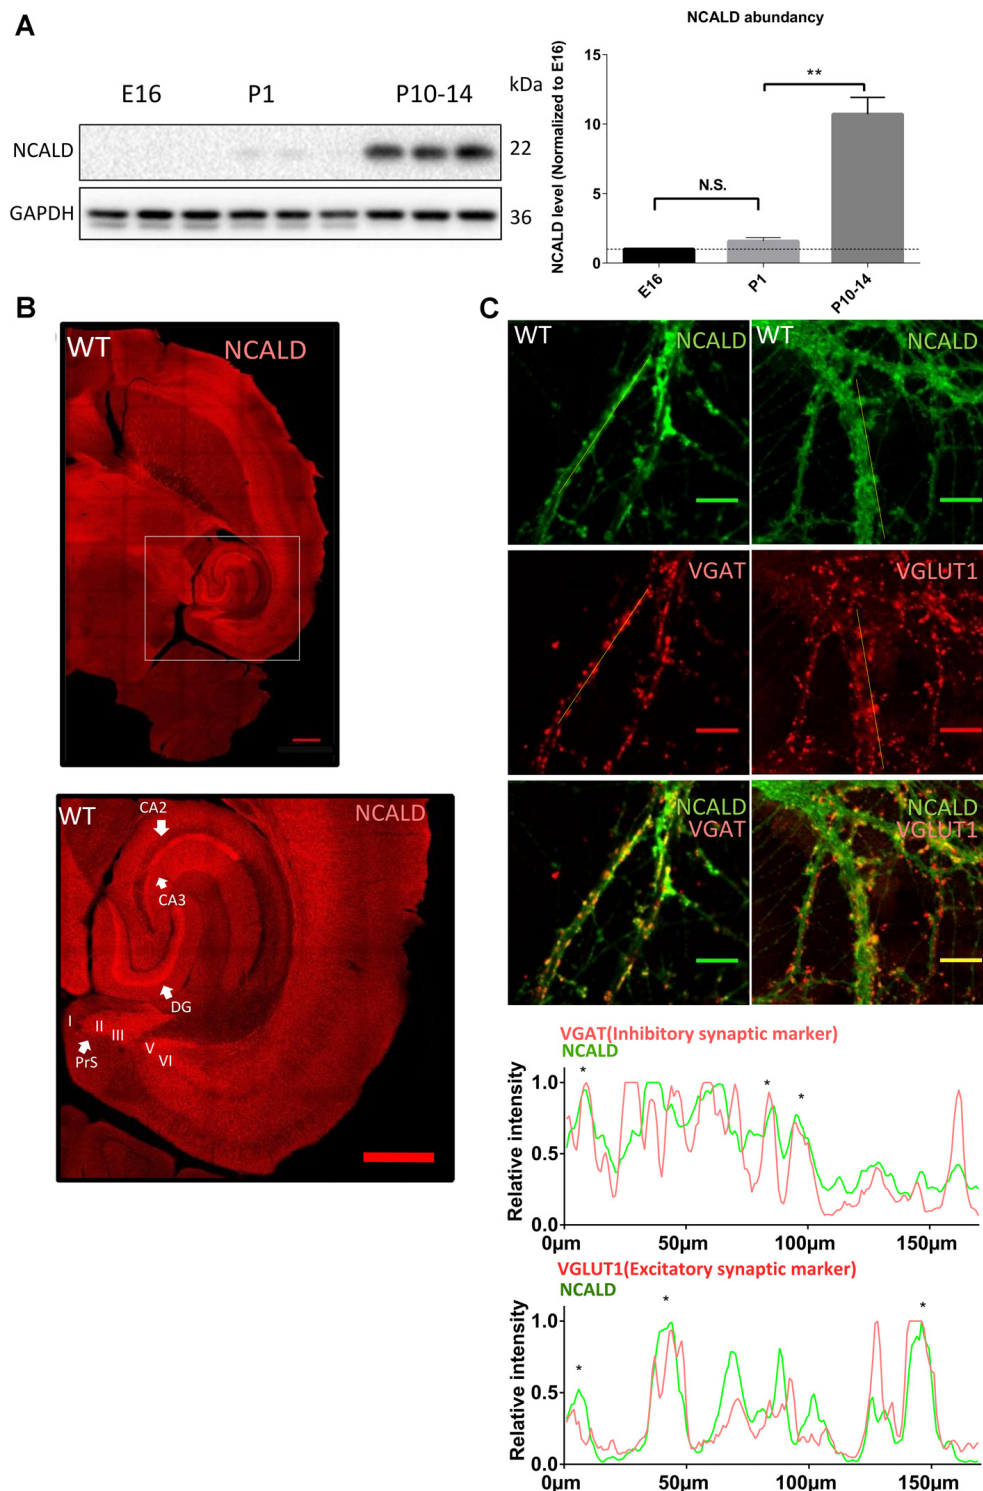 A
NCALD abundancy
E16 P1 P10-14 kDa
NCALD 22
GAPDH 36
NCALD level (Normalized to E16)
15
10
5
0
N.S.
**
E16 P1 P10-14
B
WT NCALD
WT NCALD
CA2
CA3
DG
I II III V VI
PrS
C
WT NCALD WT NCALD
VGAT VGLUT1
NCALD NCALD
VGAT VGLUT1
VGAT(Inhibitory synaptic marker)
NCALD
Relative intensity
1.0
0.5
0.0
* * *
0μm 50μm 100μm 150μm
VGLUT1(Excitatory synaptic marker)
NCALD
Relative intensity
1.0
0.5
0.0
* * *
0μm 50μm 100μm 150μm